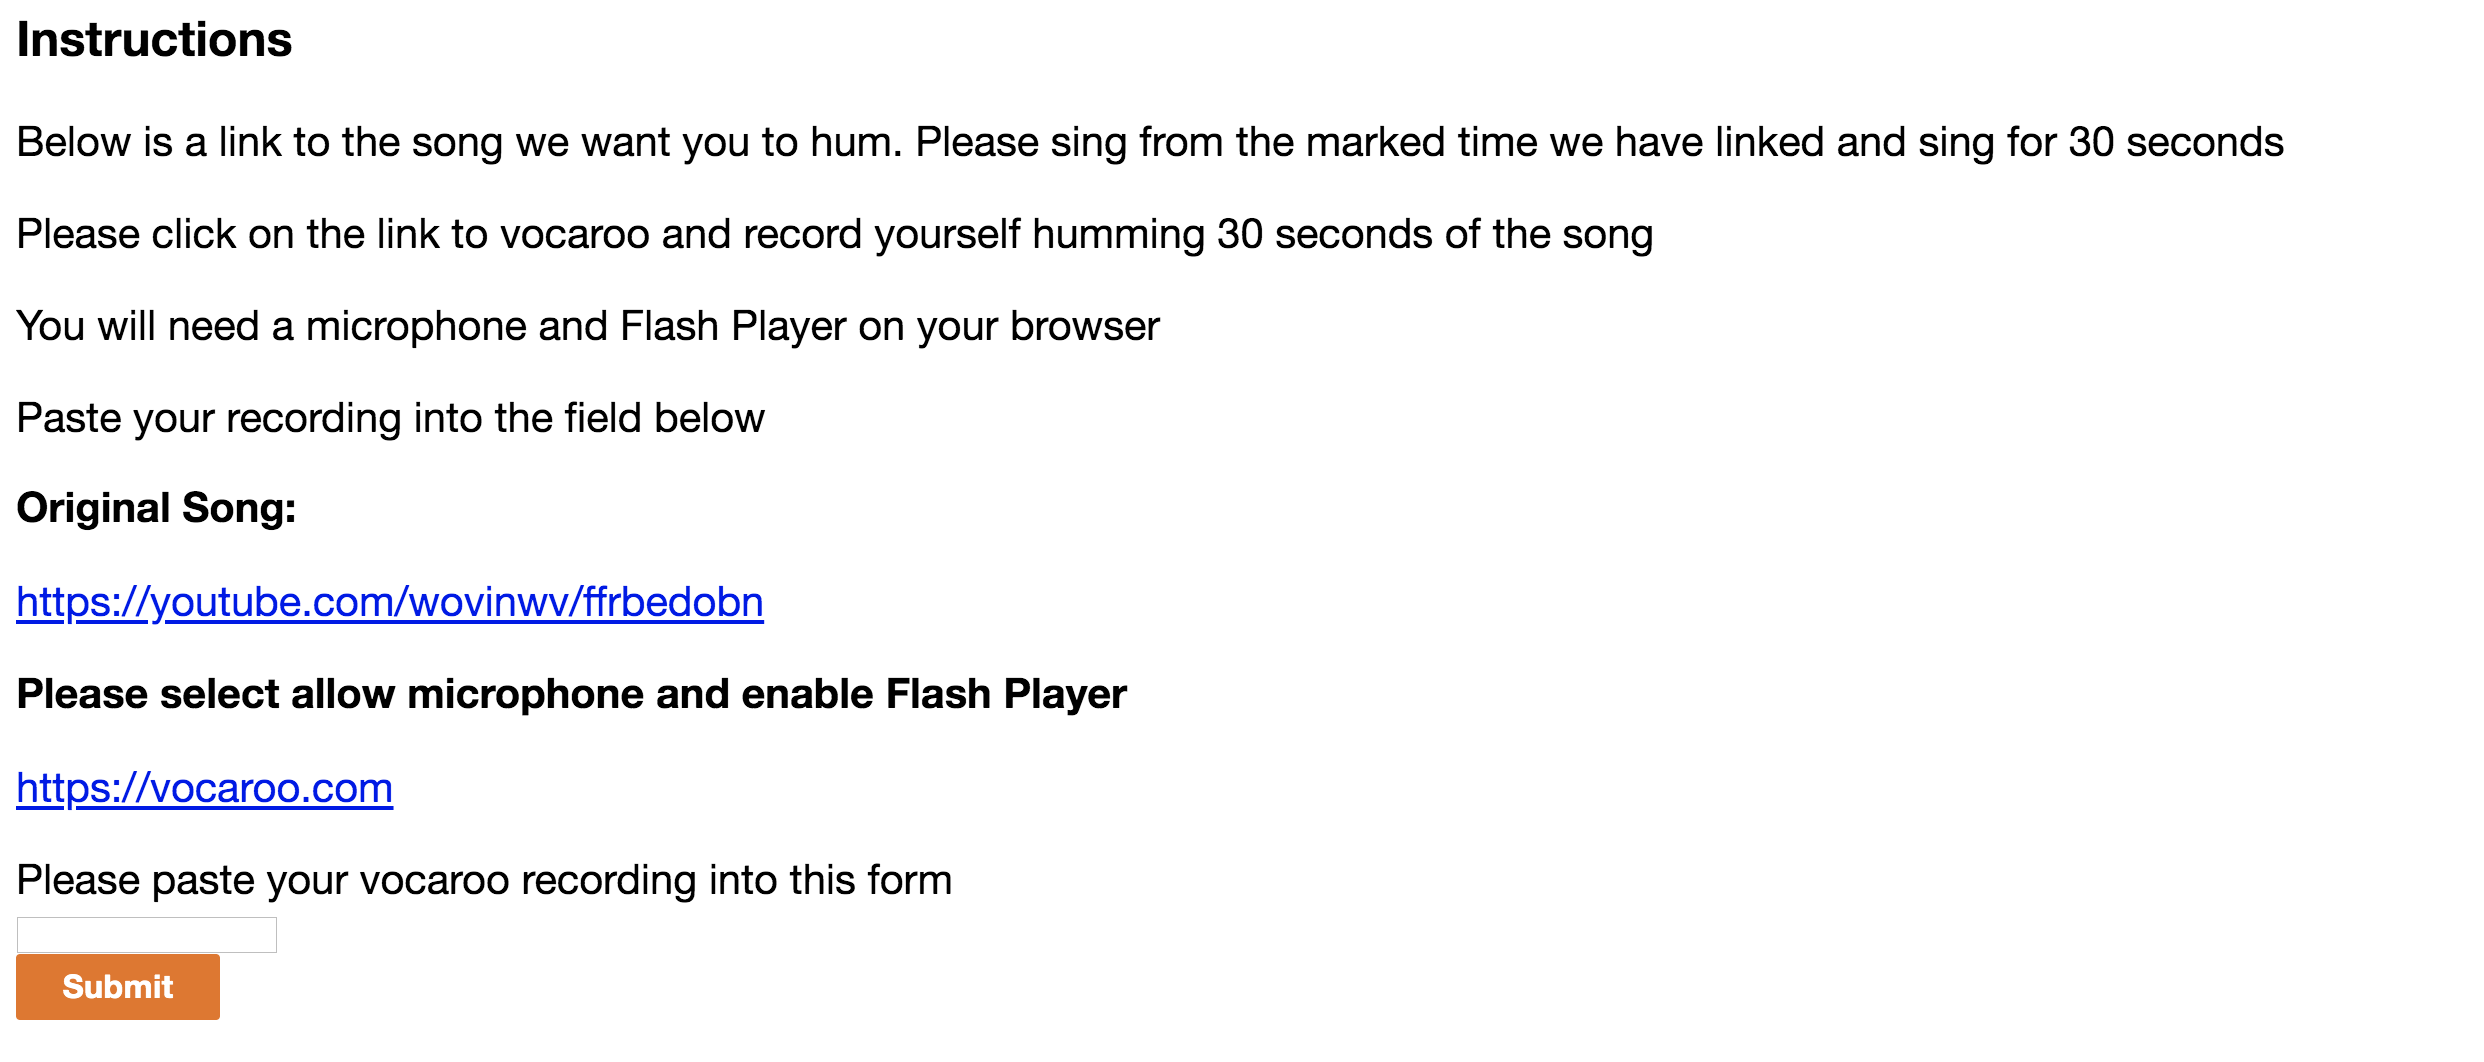 Instructions
Below is a link to the song we want you to hum. Please sing from the marked time we have linked and sing for 30 seconds
Please click on the link to vocaroo and record yourself humming 30 seconds of the song
You will need a microphone and Flash Player on your browser
Paste your recording into the field below
Original Song:
https://youtube.com/wovinwv/ffrbedobn
Please select allow microphone and enable Flash Player
https://vocaroo.com
Please paste your vocaroo recording into this form
Submit